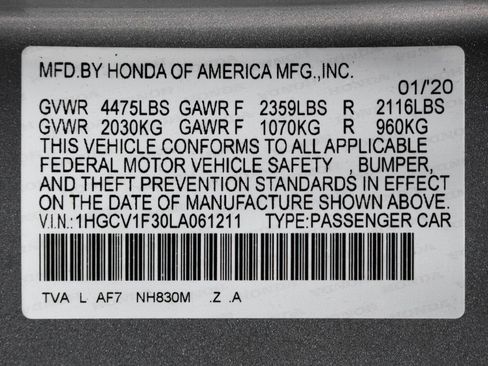 MFD.BY HONDA OF AMERICA MFG.,INC.
01/'20
GVWR 4475LBS GAWR F 2359LBS R 2116LBS
GVWR 2030KG GAWR F 1070KG R 960KG
THIS VEHICLE CONFORMS TO ALL APPLICABLE
FEDERAL MOTOR VEHICLE SAFETY , BUMPER,
AND THEFT PREVENTION STANDARDS IN EFFECT
ON THE DATE OF MANUFACTURE SHOWN ABOVE.
V.I.N.:1HGCV1F30LA061211 TYPE:PASSENGER CAR
TVA L AF7 NH830M .Z .A